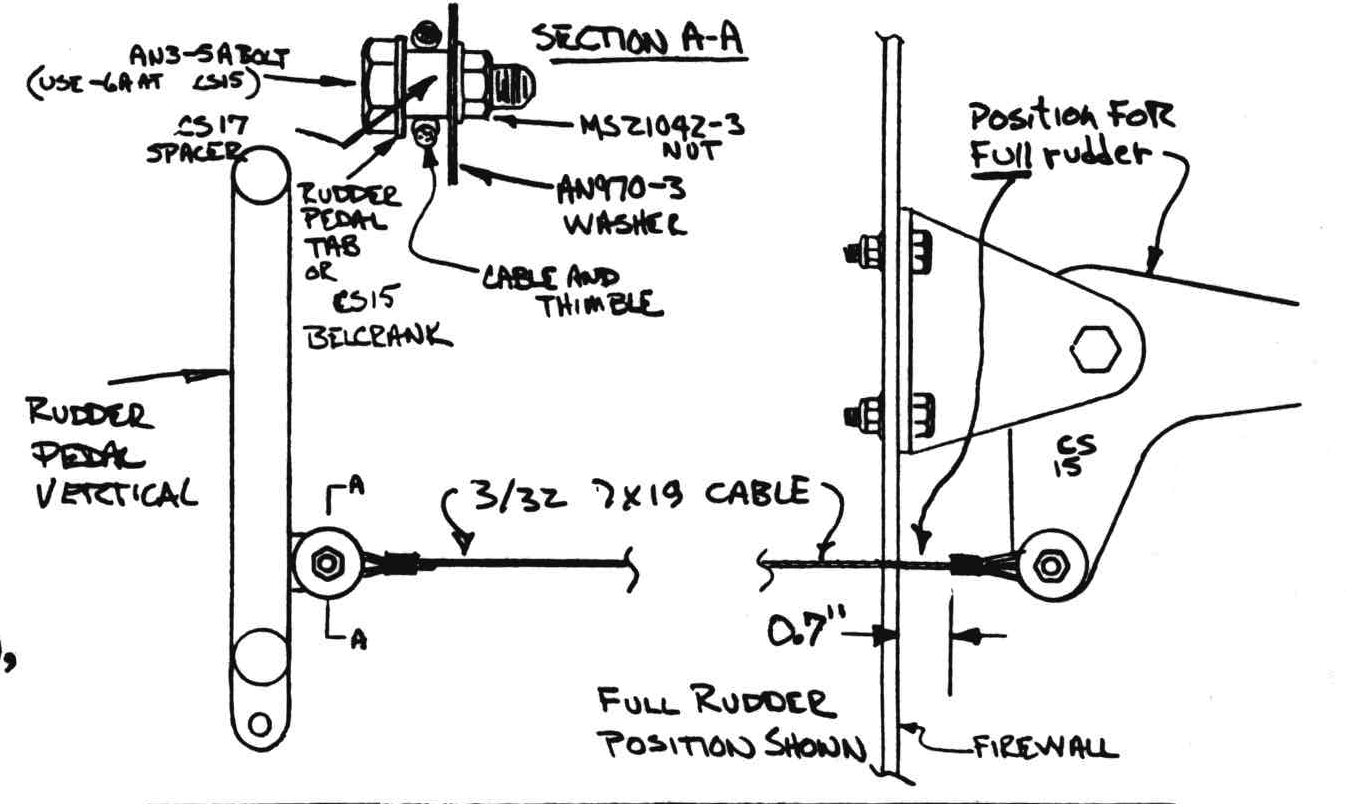 SECTION A-A
AN3-5A BOLT
(USE -6A AT CS15)
CS17
SPACER
MS21042-3
NUT
AN970-3
WASHER
RUDDER
PEDAL
TAB
OR
CS15
BELCRANK
CABLE AND
THIMBLE
Position FOR
Full rudder
RUDDER
PEDAL
VERTICAL
A
A
3/32 7X19 CABLE
CS
15
0.7"
FULL RUDDER
POSITION SHOWN
FIREWALL
,